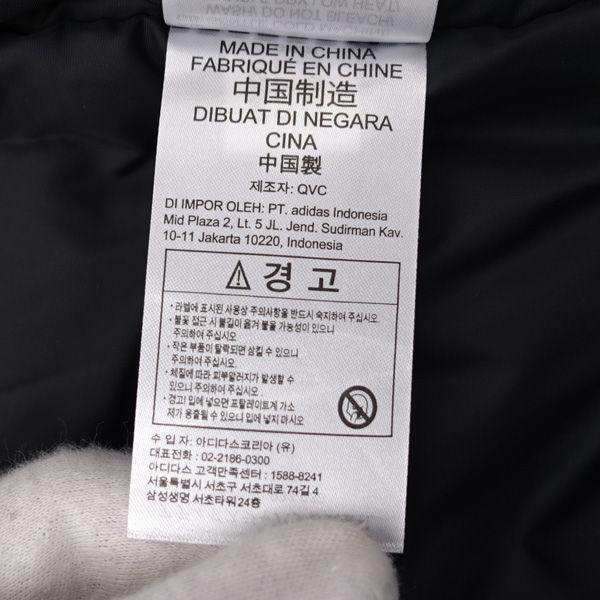 WASH/ DO NOT BLEACH/
MADE IN CHINA
FABRIQUÉ EN CHINE
中国制造
DIBUAT DI NEGARA
CINA
中国製
제조자: QVC
DI IMPOR OLEH: PT. adidas Indonesia
Mid Plaza 2, Lt. 5 JL. Jend. Sudirman Kav.
10-11 Jakarta 10220, Indonesia
경 고
• 라벨에 표시된 사용상 주의사항을 반드시 숙지하여 주십시오.
• 불꽃 접근 시 불길이 옮겨 붙을 가능성이 있으니
주의하여 주십시오
• 작은 부품이 탈락되면 삼킬 수 있으니
주의하여 주십시오
• 체질에 따라 피부알러지가 발생할 수
있으니 주의하여 주십시오.
• 경고! 입에 넣으면 프탈레이트계 가소
제가 용출될 수 있으니 입에 넣지 마십시오
수 입 자: 아디다스코리아 (유)
대표전화: 02-2186-0300
아디다스 고객만족센터 : 1588-8241
서울특별시 서초구 서초대로 74길 4
삼성생명 서초타워 24층